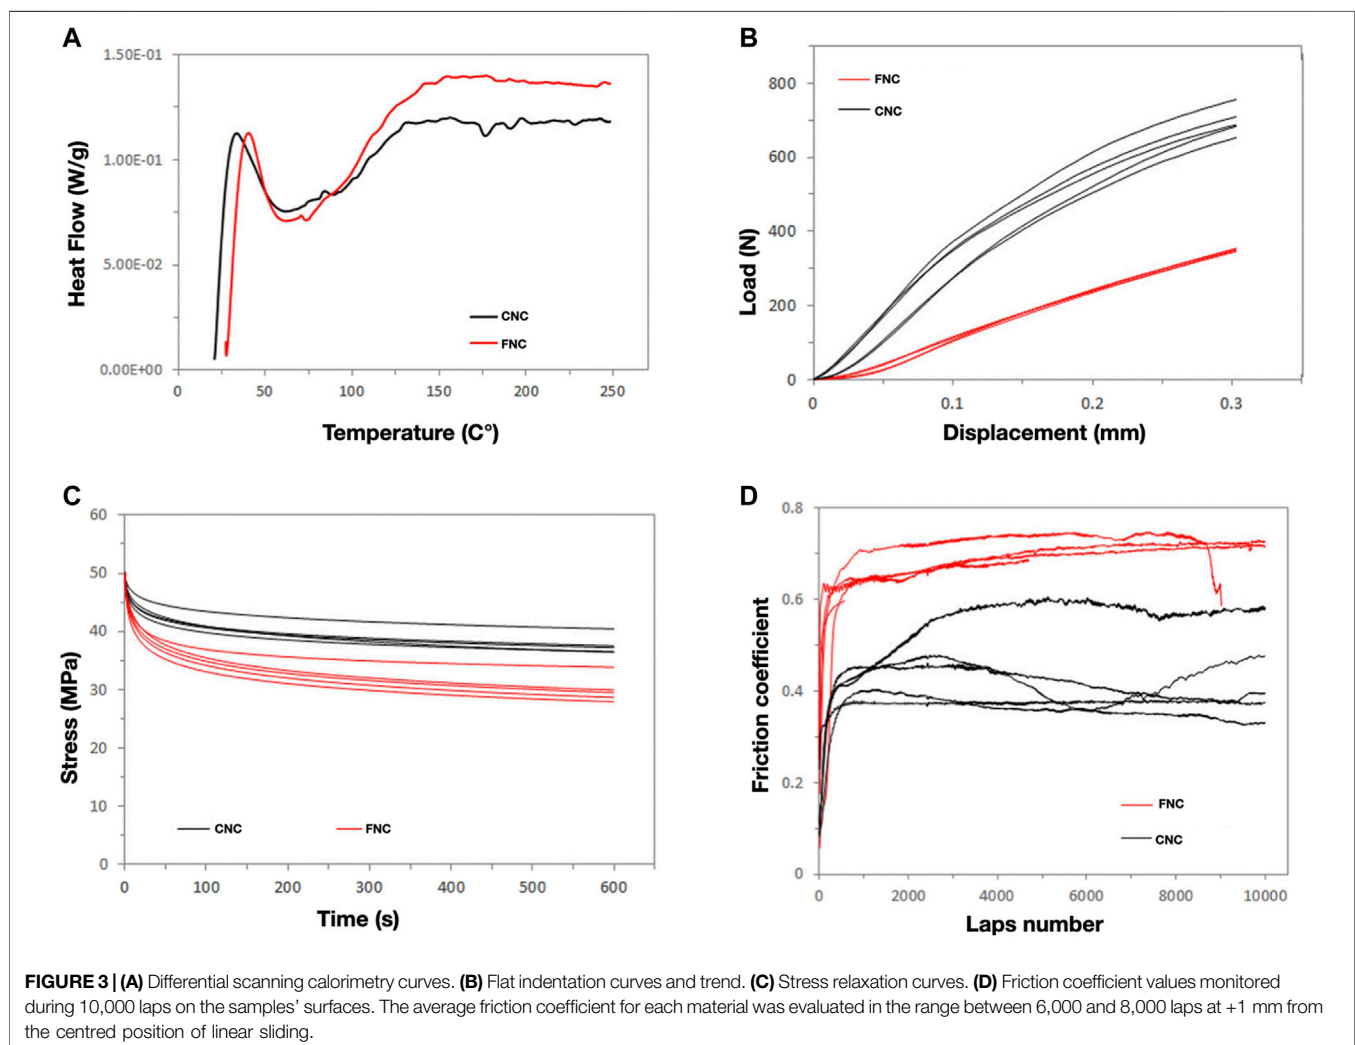 A
1.50E-01
1.00E-01
5.00E-02
0.00E+00
Heat Flow (W/g)
CNC
FNC
0 50 100 150 200 250
Temperature (C°)
B
800
600
400
200
0
Load (N)
FNC
CNC
0 0.1 0.2 0.3
Displacement (mm)
C
60
50
40
30
20
10
0
Stress (MPa)
CNC FNC
0 100 200 300 400 500 600
Time (s)
D
0.8
0.6
0.4
0.2
0
Friction coefficient
FNC
CNC
0 2000 4000 6000 8000 10000
Laps number
FIGURE 3 | (A) Differential scanning calorimetry curves. (B) Flat indentation curves and trend. (C) Stress relaxation curves. (D) Friction coefficient values monitored
during 10,000 laps on the samples’ surfaces. The average friction coefficient for each material was evaluated in the range between 6,000 and 8,000 laps at +1 mm from
the centred position of linear sliding.